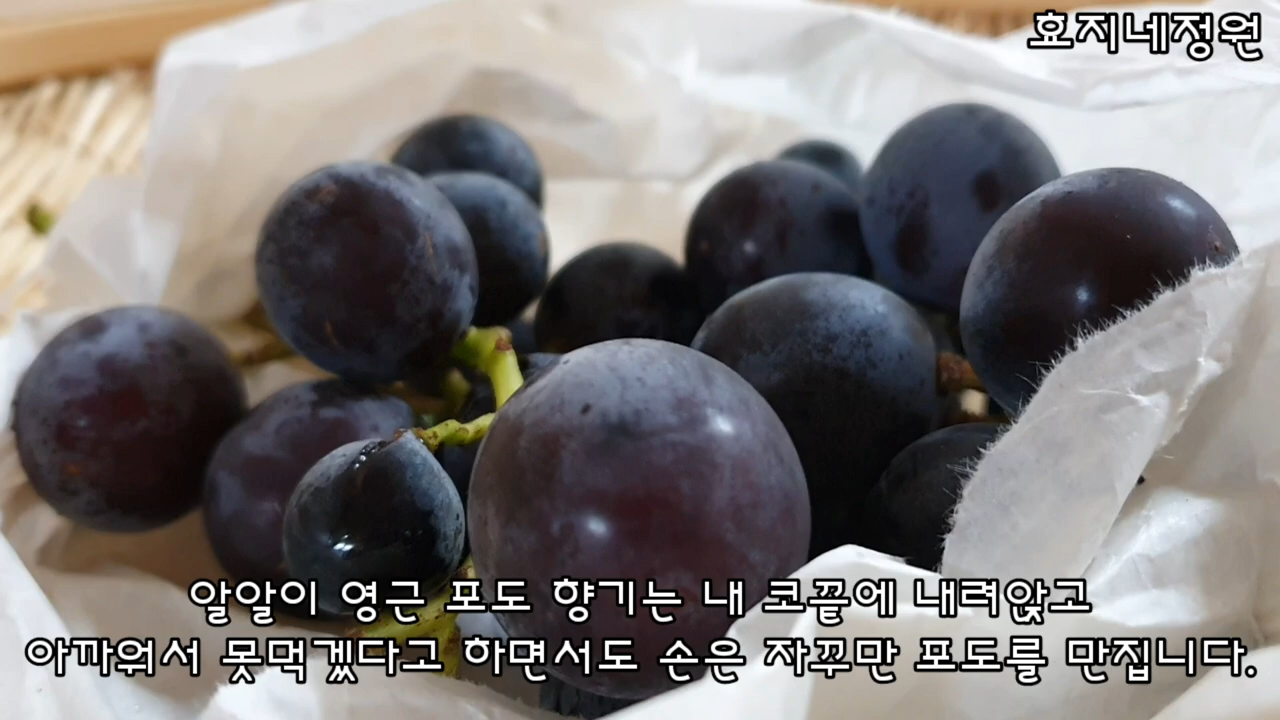 효지네정원
알알이 영근 포도 향기는 내 코끝에 내려앉고
아까워서 못먹겠다고 하면서도 손은 자꾸만 포도를 만집니다.